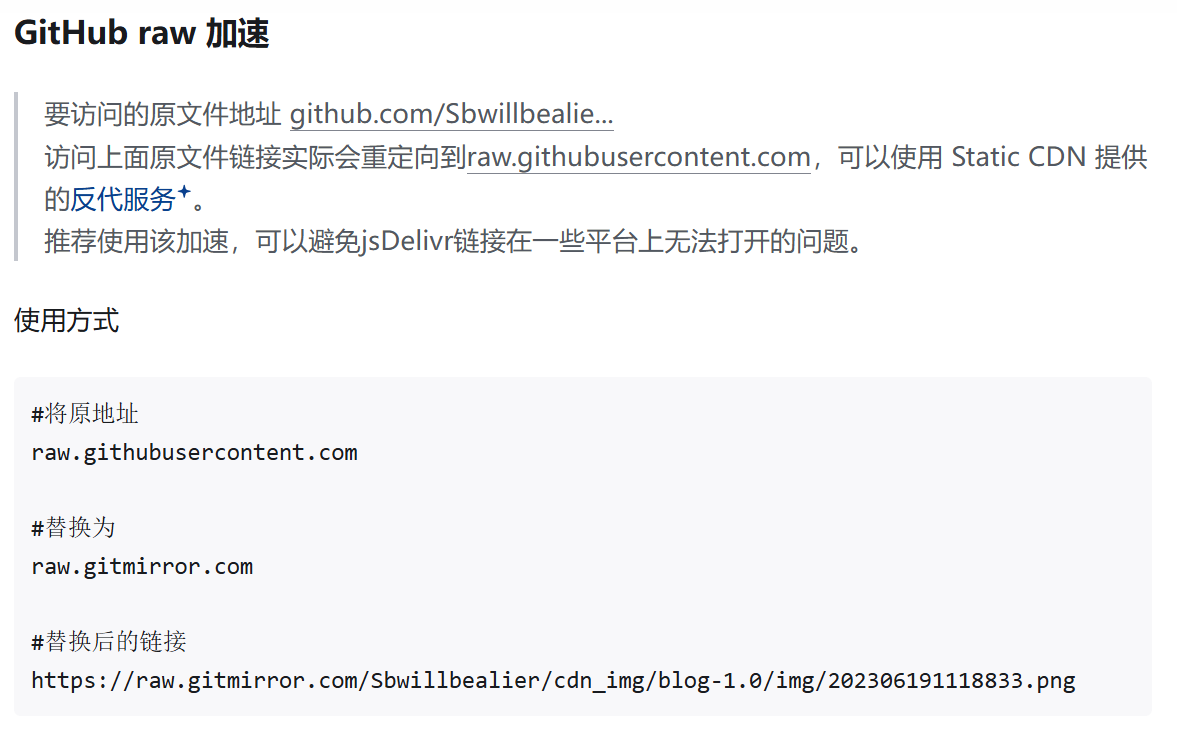 GitHub raw 加速
要访问的原文件地址 github.com/Sbwillbealie...
访问上面原文件链接实际会重定向到raw.githubusercontent.com，可以使用 Static CDN 提供
的反代服务。
推荐使用该加速，可以避免jsDelivr链接在一些平台上无法打开的问题。
使用方式
#将原地址
raw.githubusercontent.com
#替换为
raw.gitmirror.com
#替换后的链接
https://raw.gitmirror.com/Sbwillbealier/cdn_img/blog-1.0/img/202306191118833.png